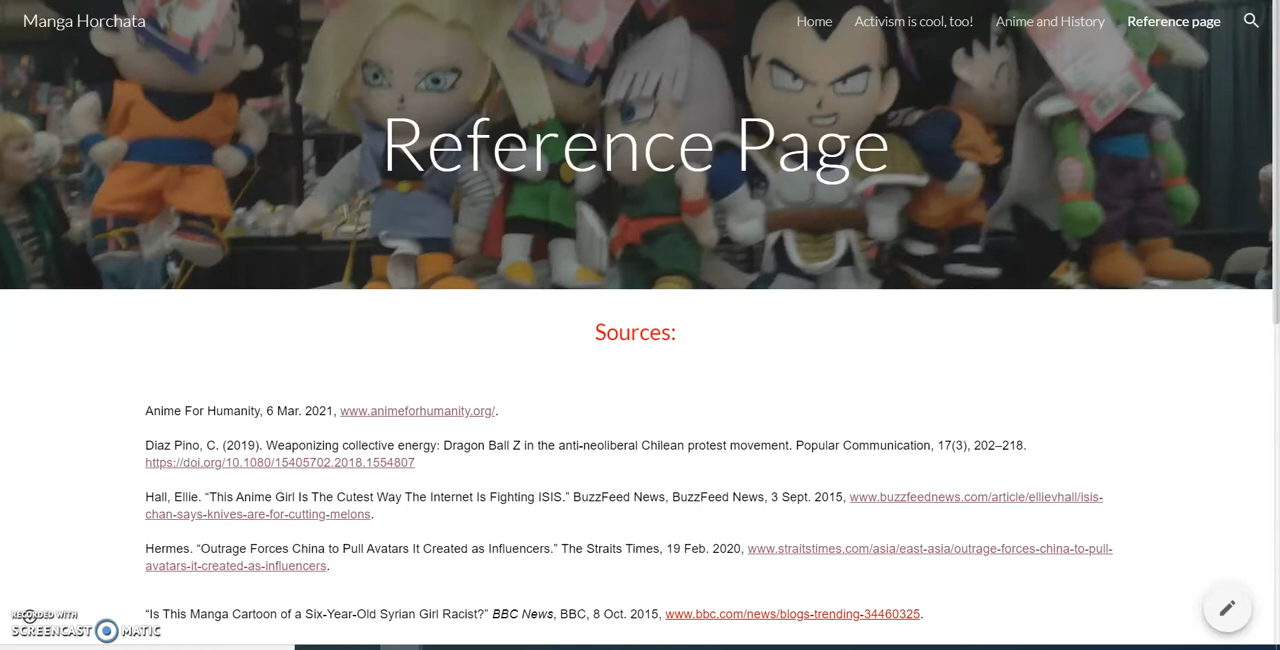 Manga Horchata
Home
Activism is cool, too!
Anime and History
Reference page
Reference Page
Sources:
Anime For Humanity, 6 Mar. 2021, www.animeforhumanity.org/.
Diaz Pino, C. (2019). Weaponizing collective energy: Dragon Ball Z in the anti-neoliberal Chilean protest movement. Popular Communication, 17(3), 202–218.
https://doi.org/10.1080/15405702.2018.1554807
Hall, Ellie. “This Anime Girl Is The Cutest Way The Internet Is Fighting ISIS.” BuzzFeed News, BuzzFeed News, 3 Sept. 2015, www.buzzfeednews.com/article/ellievhall/isis-
chan-says-knives-are-for-cutting-melons.
Hermes. “Outrage Forces China to Pull Avatars It Created as Influencers.” The Straits Times, 19 Feb. 2020, www.straitstimes.com/asia/east-asia/outrage-forces-china-to-pull-
avatars-it-created-as-influencers.
“Is This Manga Cartoon of a Six-Year-Old Syrian Girl Racist?” BBC News, BBC, 8 Oct. 2015, www.bbc.com/news/blogs-trending-34460325.
RECORDED WITH
SCREENCAST MATIC